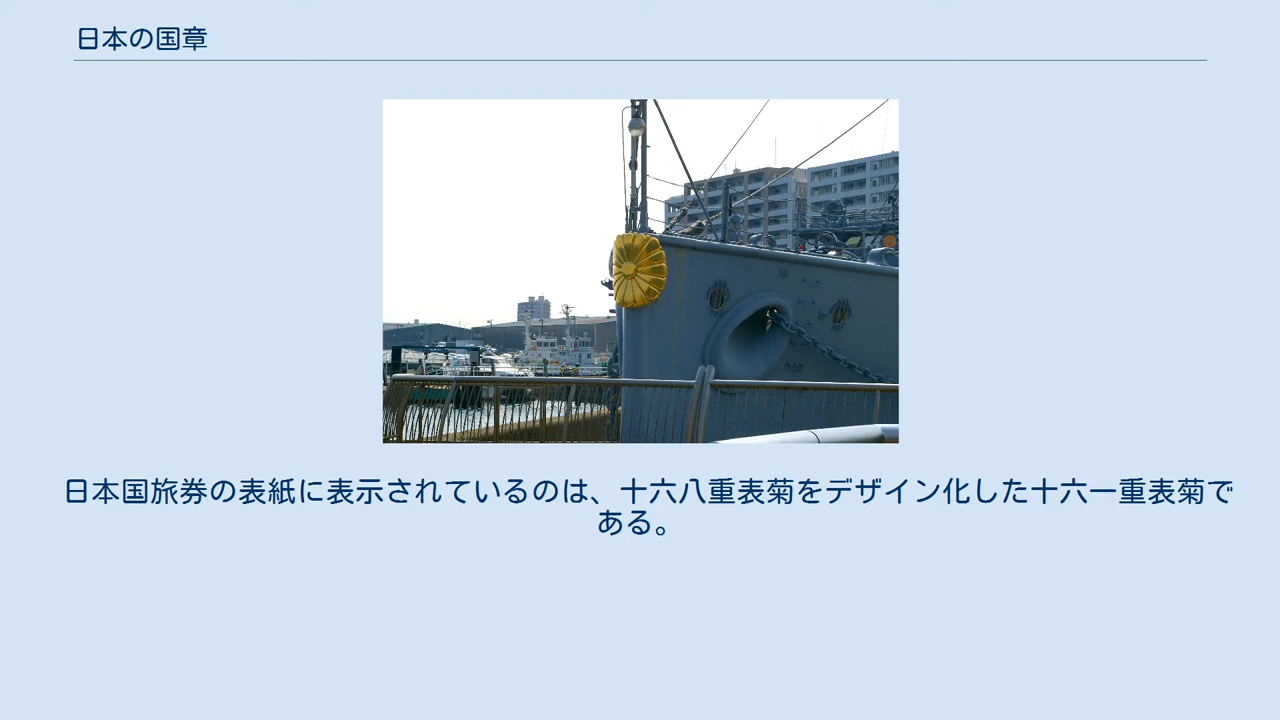 日本の国章
日本国旅券の表紙に表示されているのは、十六八重表菊をデザイン化した十六一重表菊で
ある。